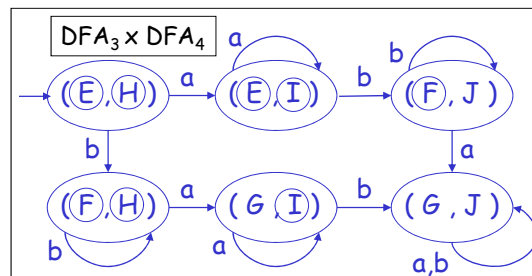 DFA₃ x DFA₄
a
b
(E,H)
a
(E,I)
b
(F,J)
b
a
(F,H)
a
(G,I)
b
(G,J)
b
a
a,b